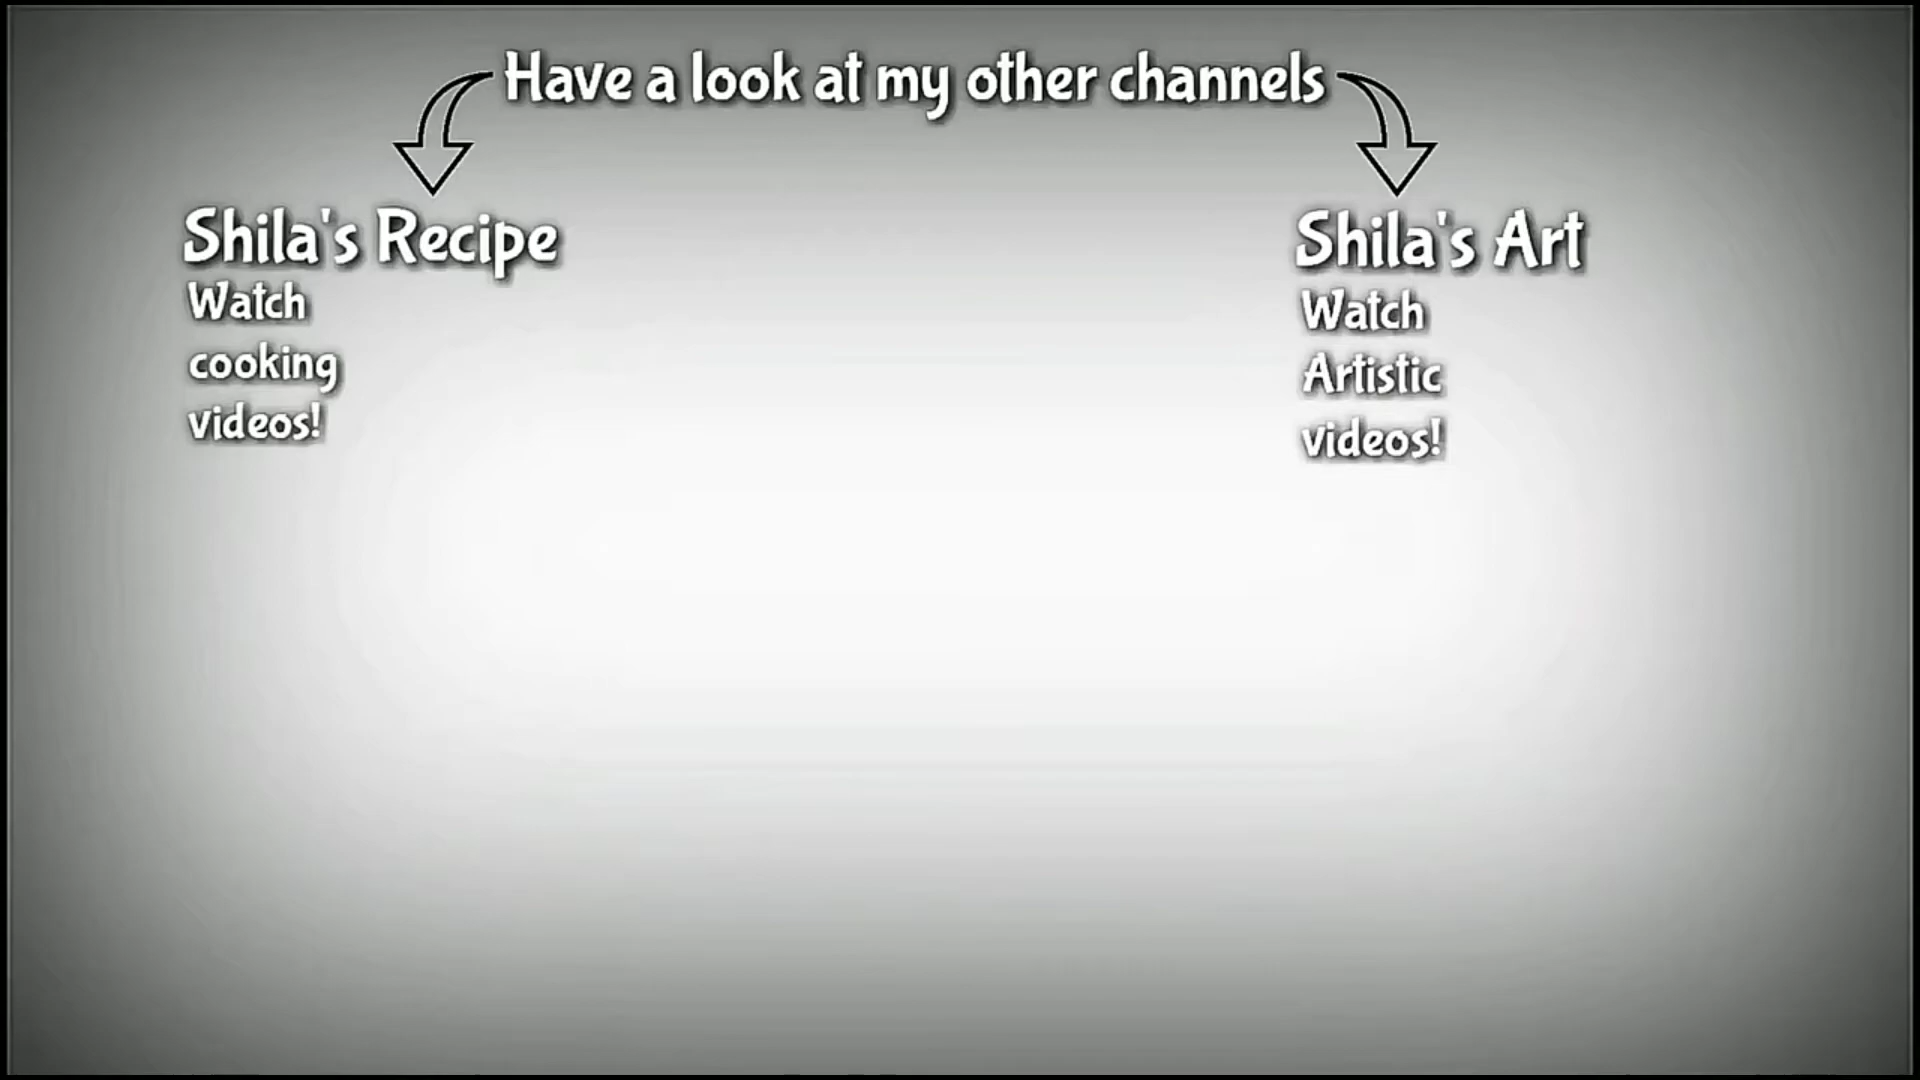 Have a look at my other channels
Shila's Recipe
Watch
cooking
videos!
Shila's Art
Watch
Artistic
videos!